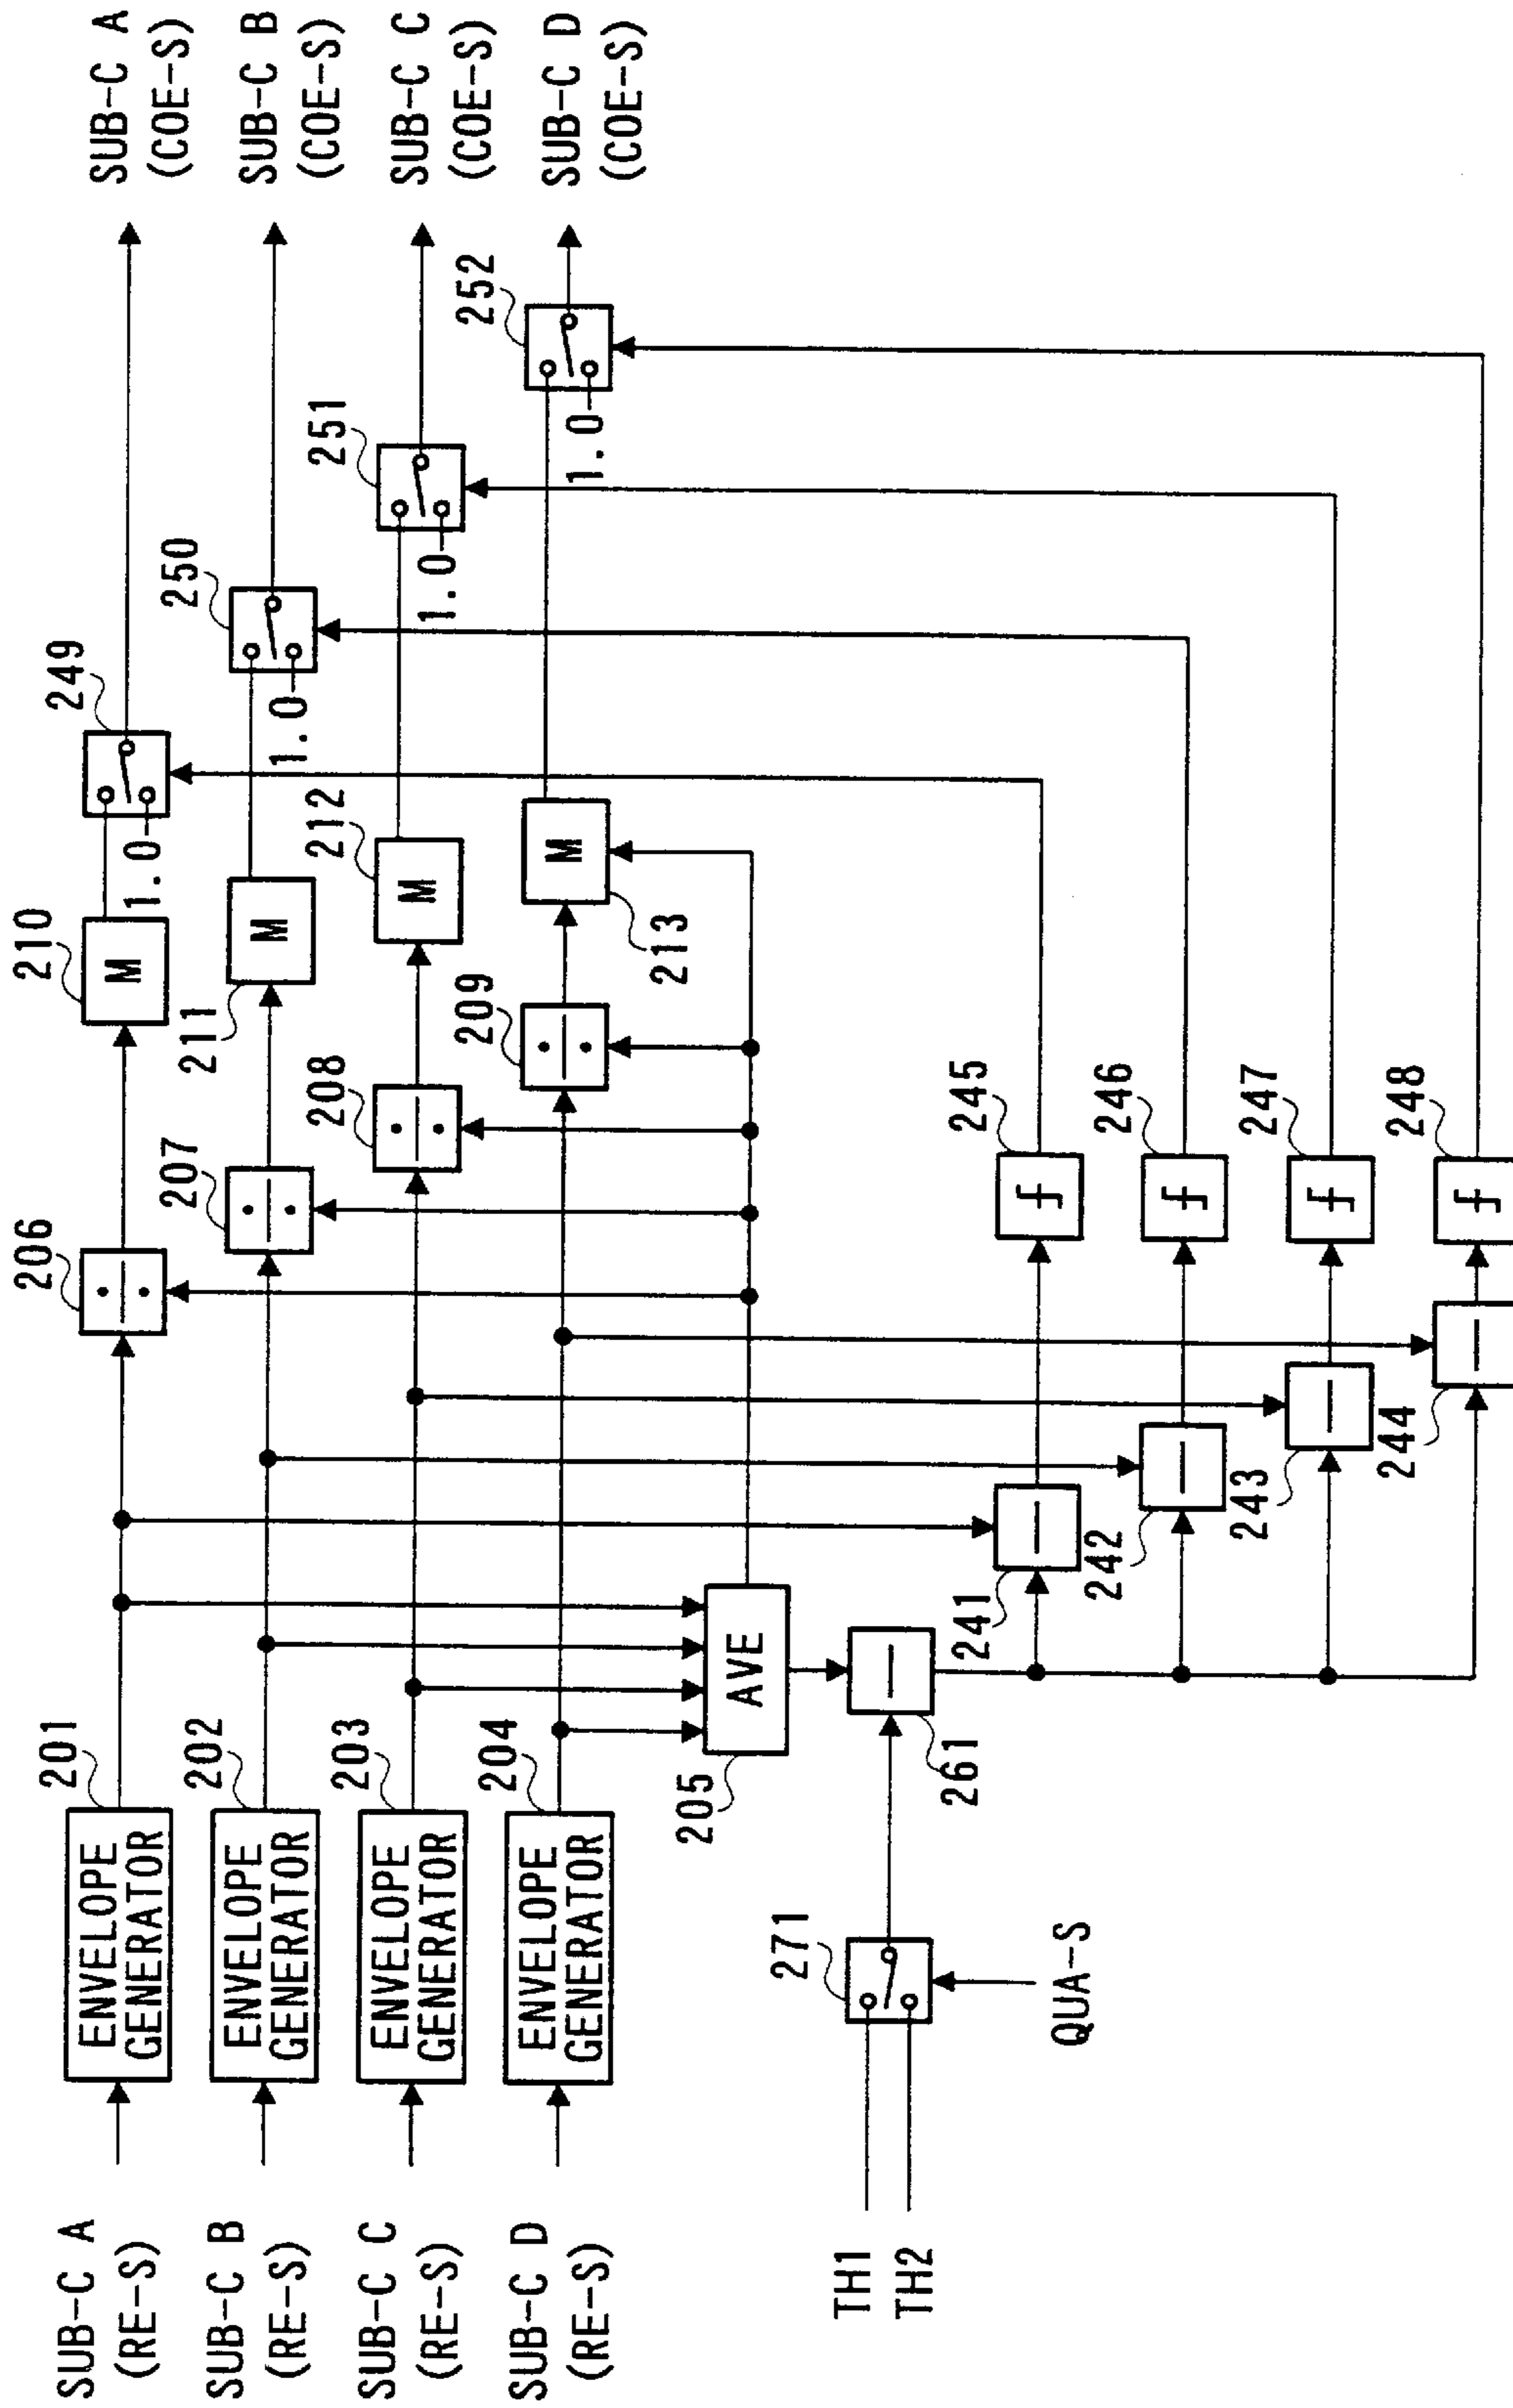 SUB-C A
(RE-S)
SUB-C B
(RE-S)
SUB-C C
(RE-S)
SUB-C D
(RE-S)
ENVELOPE
GENERATOR
201
ENVELOPE
GENERATOR
202
ENVELOPE
GENERATOR
203
ENVELOPE
GENERATOR
204
AVE
205
206
207
208
209
M
210
M
211
M
212
M
213
1.0
249
1.0
250
1.0
251
1.0
252
SUB-C A
(COE-S)
SUB-C B
(COE-S)
SUB-C C
(COE-S)
SUB-C D
(COE-S)
TH1
TH2
271
QUA-S
261
241
242
243
244
245
246
247
248